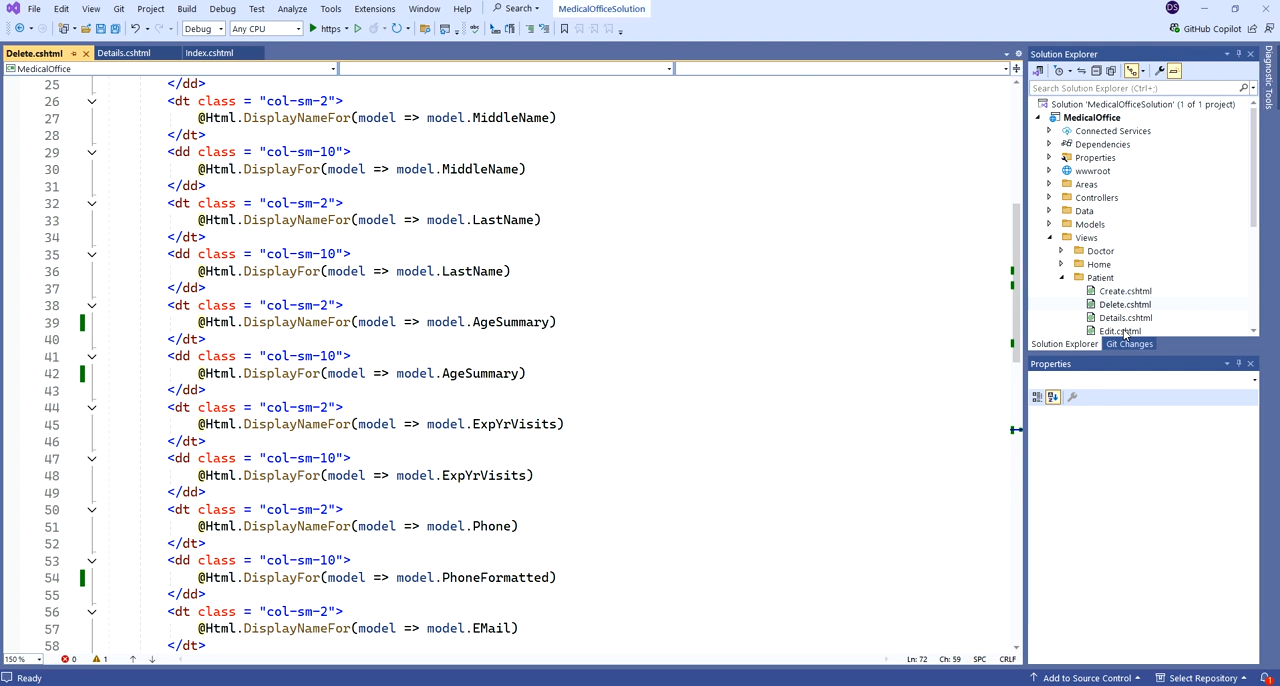 File Edit View Git Project Build Debug Test Analyze Tools Extensions Window Help Search MedicalOfficeSolution DS
Debug Any CPU https GitHub Copilot
Delete.cshtml Details.cshtml Index.cshtml
MedicalOffice
25 </dd>
26 <dt class = "col-sm-2">
27 @Html.DisplayNameFor(model => model.MiddleName)
28 </dt>
29 <dd class = "col-sm-10">
30 @Html.DisplayFor(model => model.MiddleName)
31 </dd>
32 <dt class = "col-sm-2">
33 @Html.DisplayNameFor(model => model.LastName)
34 </dt>
35 <dd class = "col-sm-10">
36 @Html.DisplayFor(model => model.LastName)
37 </dd>
38 <dt class = "col-sm-2">
39 @Html.DisplayNameFor(model => model.AgeSummary)
40 </dt>
41 <dd class = "col-sm-10">
42 @Html.DisplayFor(model => model.AgeSummary)
43 </dd>
44 <dt class = "col-sm-2">
45 @Html.DisplayNameFor(model => model.ExpYrVisits)
46 </dt>
47 <dd class = "col-sm-10">
48 @Html.DisplayFor(model => model.ExpYrVisits)
49 </dd>
50 <dt class = "col-sm-2">
51 @Html.DisplayNameFor(model => model.Phone)
52 </dt>
53 <dd class = "col-sm-10">
54 @Html.DisplayFor(model => model.PhoneFormatted)
55 </dd>
56 <dt class = "col-sm-2">
57 @Html.DisplayNameFor(model => model.EMail)
58 </dt>
150 % 0 1 Ln: 72 Ch: 59 SPC CRLF
Solution Explorer
Search Solution Explorer (Ctrl+;)
Solution 'MedicalOfficeSolution' (1 of 1 project)
MedicalOffice
Connected Services
Dependencies
Properties
wwwroot
Areas
Controllers
Data
Models
Views
Doctor
Home
Patient
Create.cshtml
Delete.cshtml
Details.cshtml
Edit.cshtml
Solution Explorer Git Changes
Properties
Diagnostic Tools
Ready Add to Source Control Select Repository 1